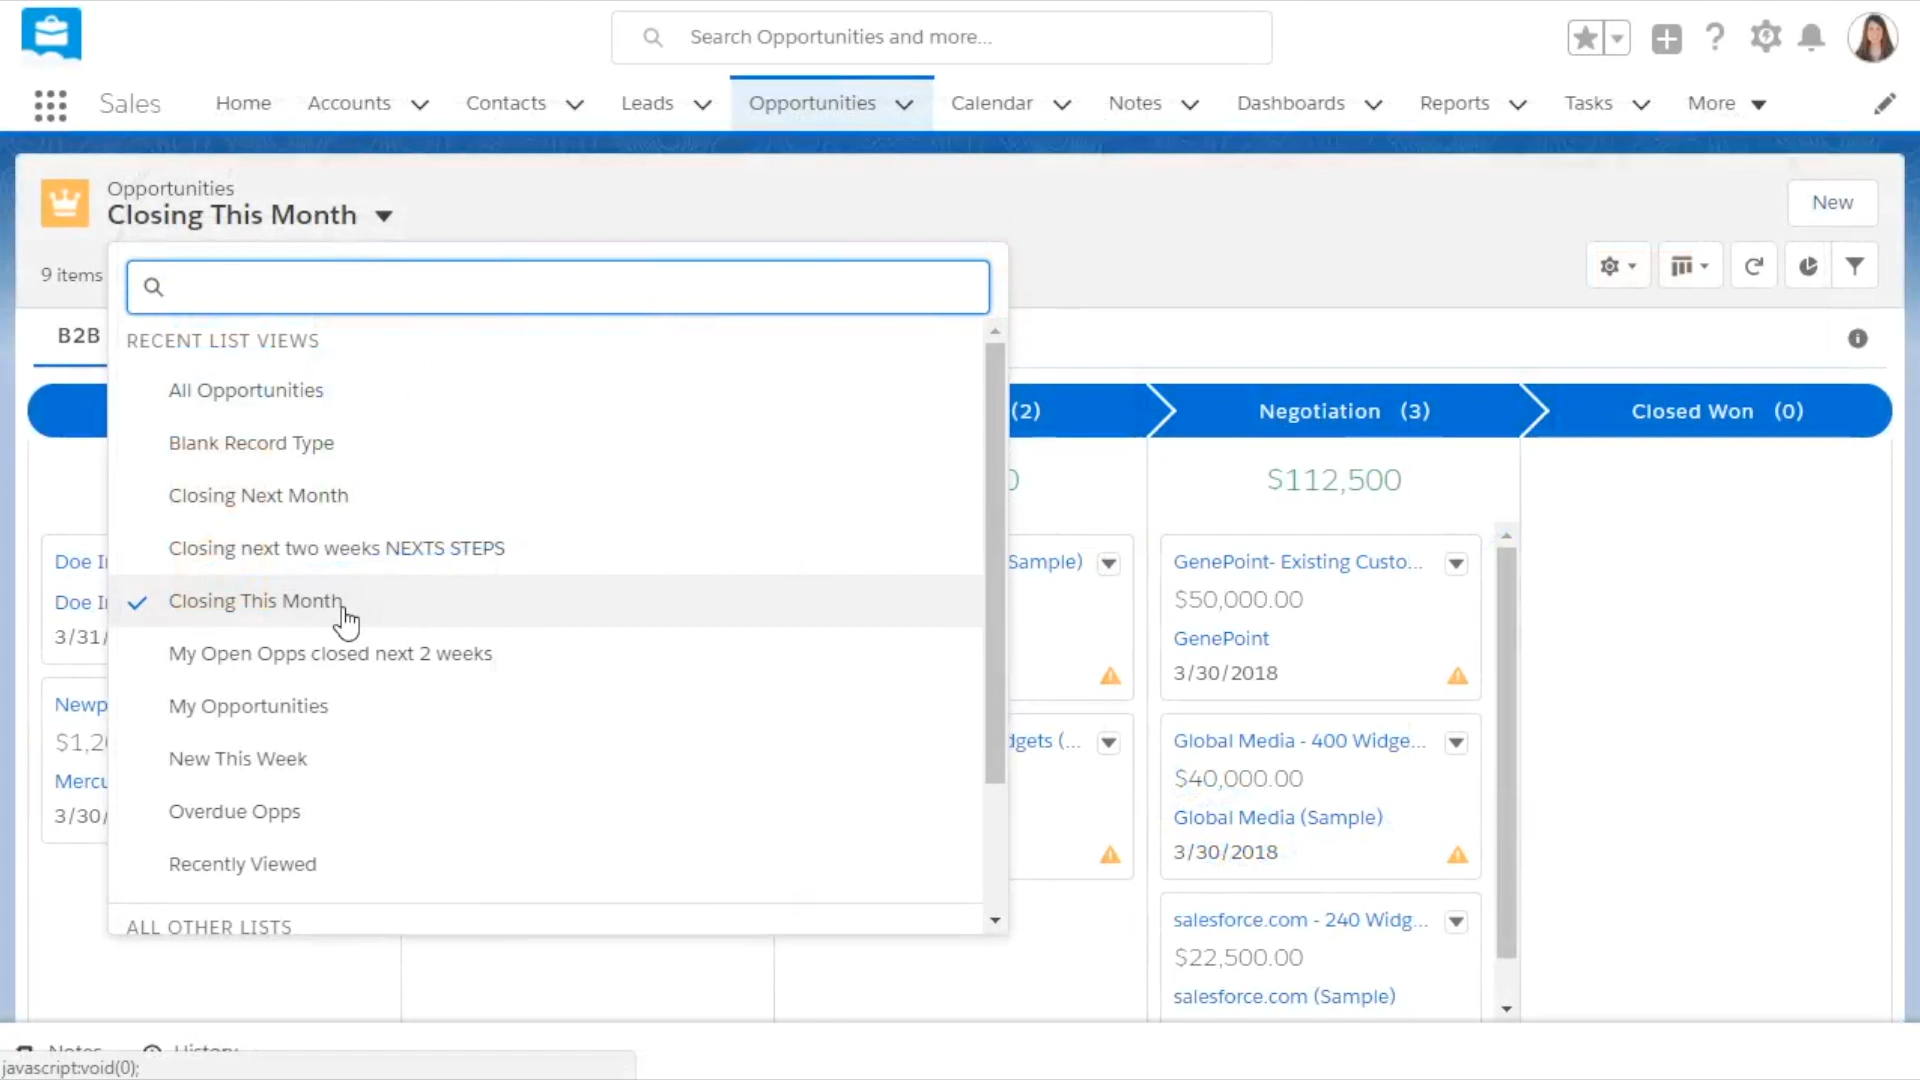 Search Opportunities and more...
Sales Home Accounts Contacts Leads Opportunities Calendar Notes Dashboards Reports Tasks More
Opportunities
Closing This Month
New
9 items
B2B
RECENT LIST VIEWS
All Opportunities
Blank Record Type
Closing Next Month
Closing next two weeks NEXTS STEPS
Closing This Month
My Open Opps closed next 2 weeks
My Opportunities
New This Week
Overdue Opps
Recently Viewed
ALL OTHER LISTS
(2)
Negotiation (3)
Closed Won (0)
Doe
Doe
3/31/
Newp
$1,2
Mercu
3/30/
Sample)
dgets (...
$112,500
GenePoint- Existing Custo...
$50,000.00
GenePoint
3/30/2018
Global Media - 400 Widge...
$40,000.00
Global Media (Sample)
3/30/2018
salesforce.com - 240 Widg...
$22,500.00
salesforce.com (Sample)
Notes History
javascript:void(0);